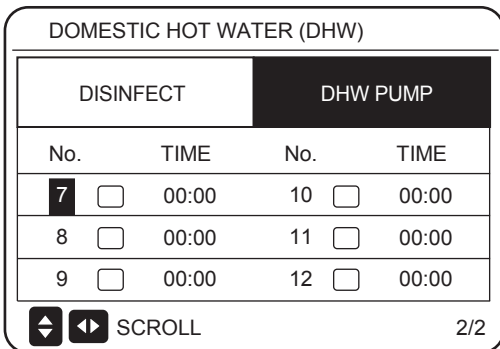 DOMESTIC HOT WATER (DHW)
DISINFECT DHW PUMP
No. TIME No. TIME
7 00:00 10 00:00
8 00:00 11 00:00
9 00:00 12 00:00
SCROLL 2/2